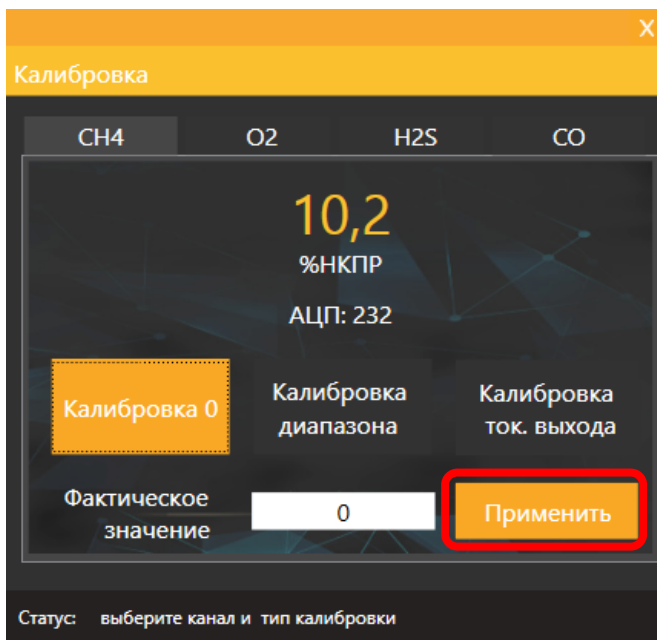 X
Калибровка
CH4 O2 H2S CO
10,2
%НКПР
АЦП: 232
Калибровка 0
Калибровка
диапазона
Калибровка
ток. выхода
Фактическое
значение
0
Применить
Статус: выберите канал и тип калибровки